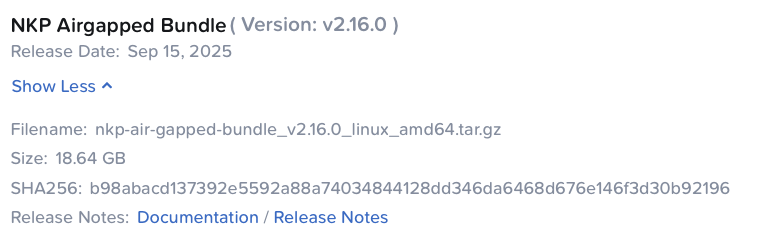 NKP Airgapped Bundle ( Version: v2.16.0 )
Release Date: Sep 15, 2025
Show Less
Filename: nkp-air-gapped-bundle_v2.16.0_linux_amd64.tar.gz
Size: 18.64 GB
SHA256: b98abacd137392e5592a88a74034844128dd346da6468d676e146f3d30b92196
Release Notes: Documentation / Release Notes